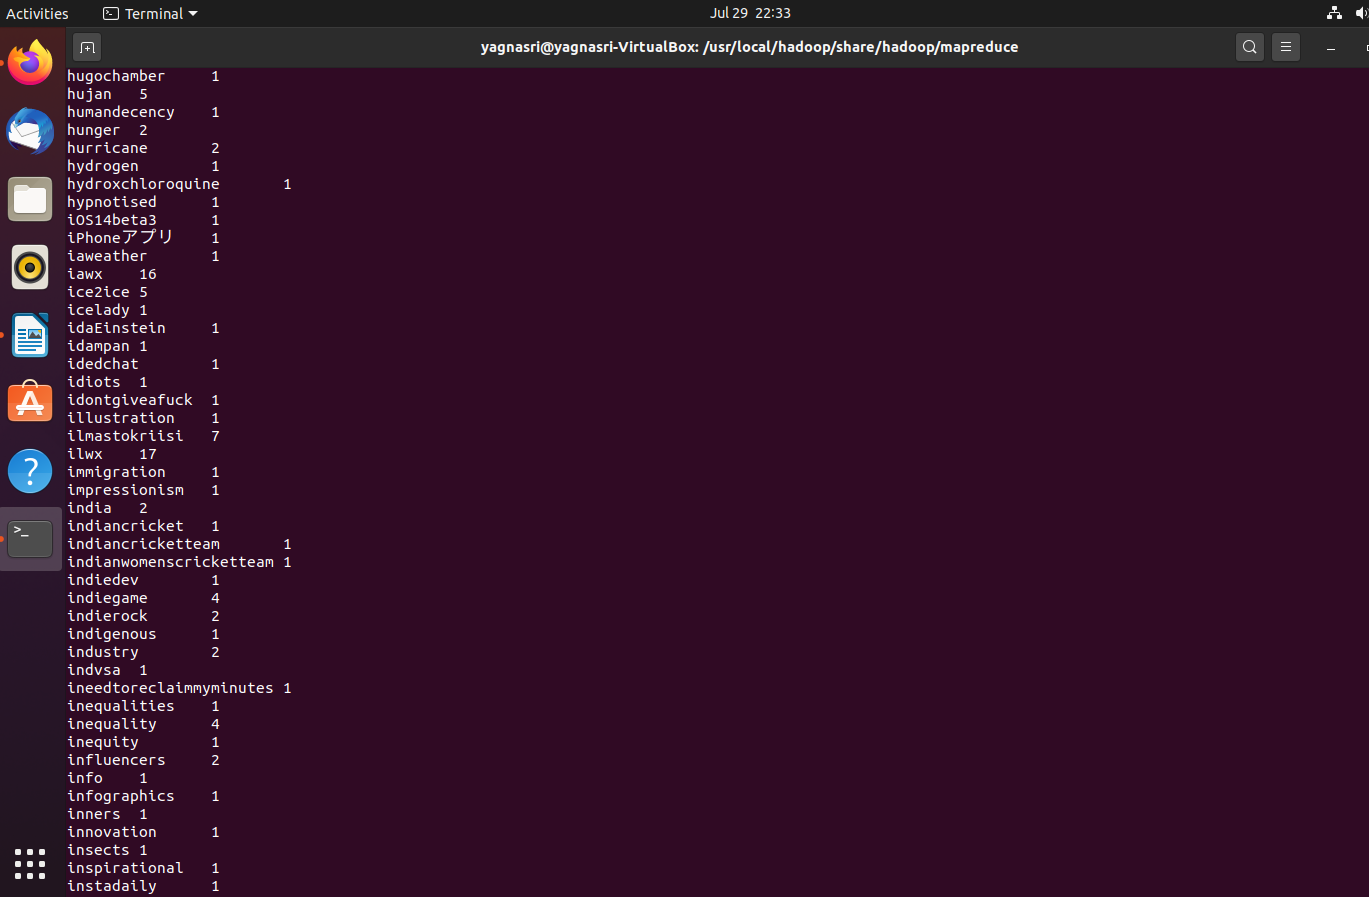 Activities Terminal Jul 29 22:33
yagnasri@yagnasri-VirtualBox: /usr/local/hadoop/share/hadoop/mapreduce
hugochamber 1
hujan 5
humandecency 1
hunger 2
hurricane 2
hydrogen 1
hydroxchloroquine 1
hypnotised 1
iOS14beta3 1
iPhoneアプリ 1
iaweather 1
iawx 16
ice2ice 5
icelady 1
idaEinstein 1
idampan 1
idedchat 1
idiots 1
idontgiveafuck 1
illustration 1
ilmastokriisi 7
ilwx 17
immigration 1
impressionism 1
india 2
indiancricket 1
indiancricketteam 1
indianwomenscricketteam 1
indiedev 1
indiegame 4
indierock 2
indigenous 1
industry 2
indvsa 1
ineedtoreclaimmyminutes 1
inequalities 1
inequality 4
inequity 1
influencers 2
info 1
infographics 1
inners 1
innovation 1
insects 1
inspirational 1
instadaily 1